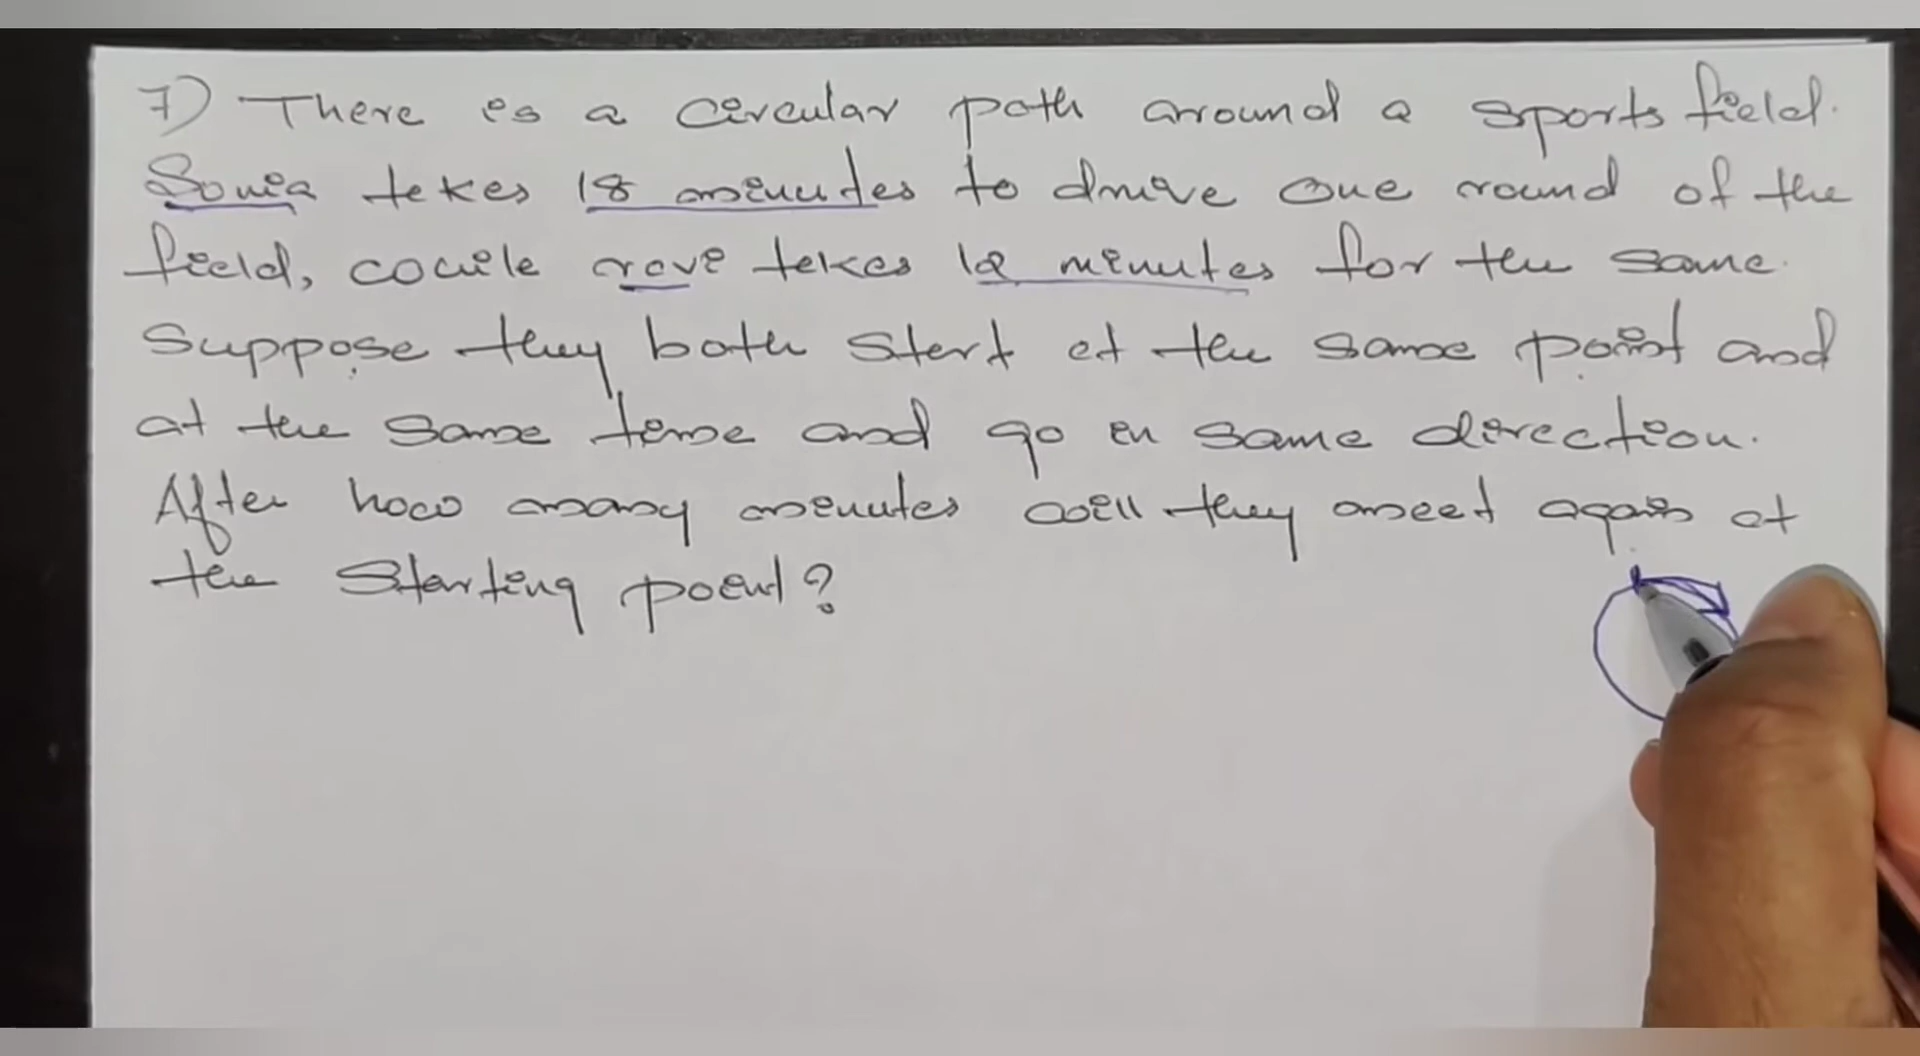 7) There is a circular path around a sports field.
Sonia takes 18 minutes to drive one round of the
field, while ravi takes 12 minutes for the same.
Suppose they both start at the same point and
at the same time and go in same direction.
After how many minutes will they meet again at
the starting point?